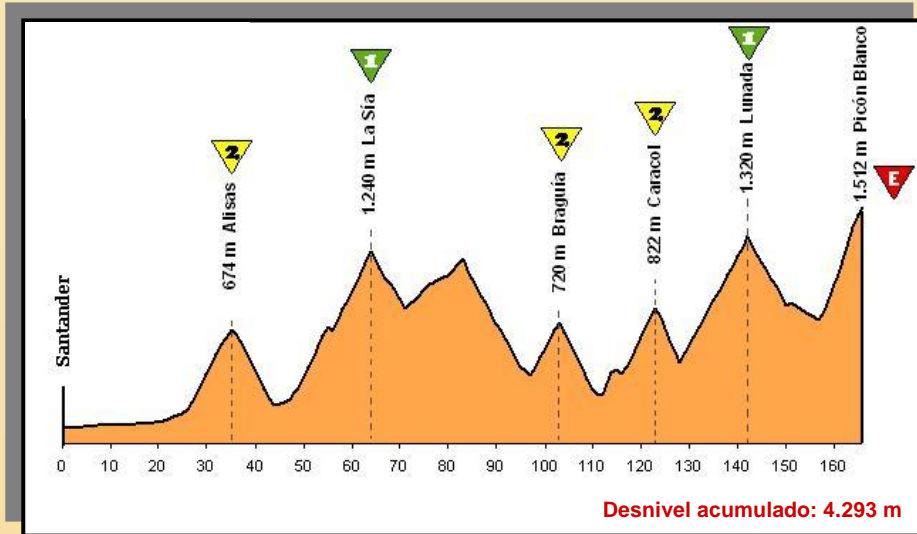 Santander
2
674 m Alisas
1
1.240 m La Sía
2
720 m Braguía
2
822 m Caracol
1
1.320 m Lunada
1.512 m Picón Blanco
E
0 10 20 30 40 50 60 70 80 90 100 110 120 130 140 150 160
Desnivel acumulado: 4.293 m